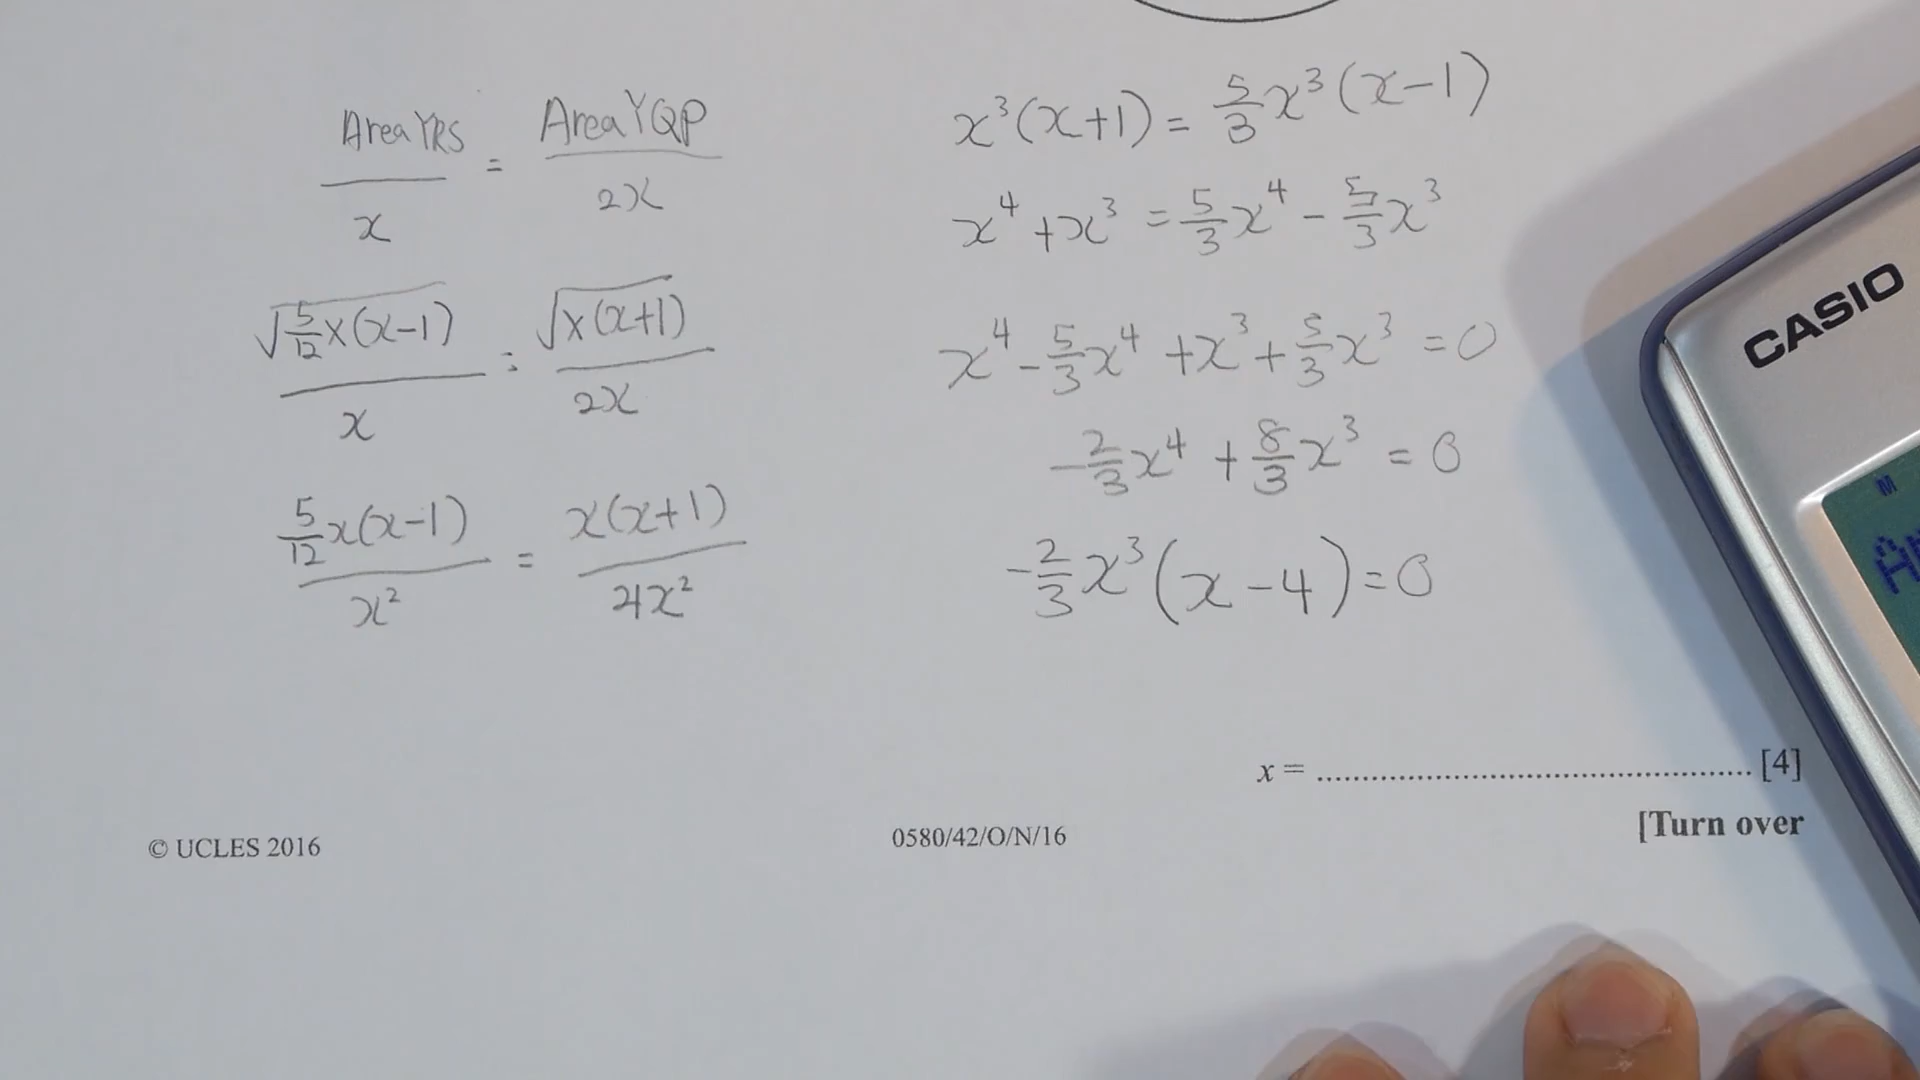 Area YRS / x = Area YQP / 2x
√(5/12 x(x-1)) / x = √(x(x+1)) / 2x
5/12 x(x-1) / x² = x(x+1) / 4x²
x³(x+1) = 5/3 x³(x-1)
x⁴ + x³ = 5/3 x⁴ - 5/3 x³
x⁴ - 5/3 x⁴ + x³ + 5/3 x³ = 0
-2/3 x⁴ + 8/3 x³ = 0
-2/3 x³(x-4) = 0
x = ................................................ [4]
© UCLES 2016
0580/42/O/N/16
[Turn over
CASIO
M